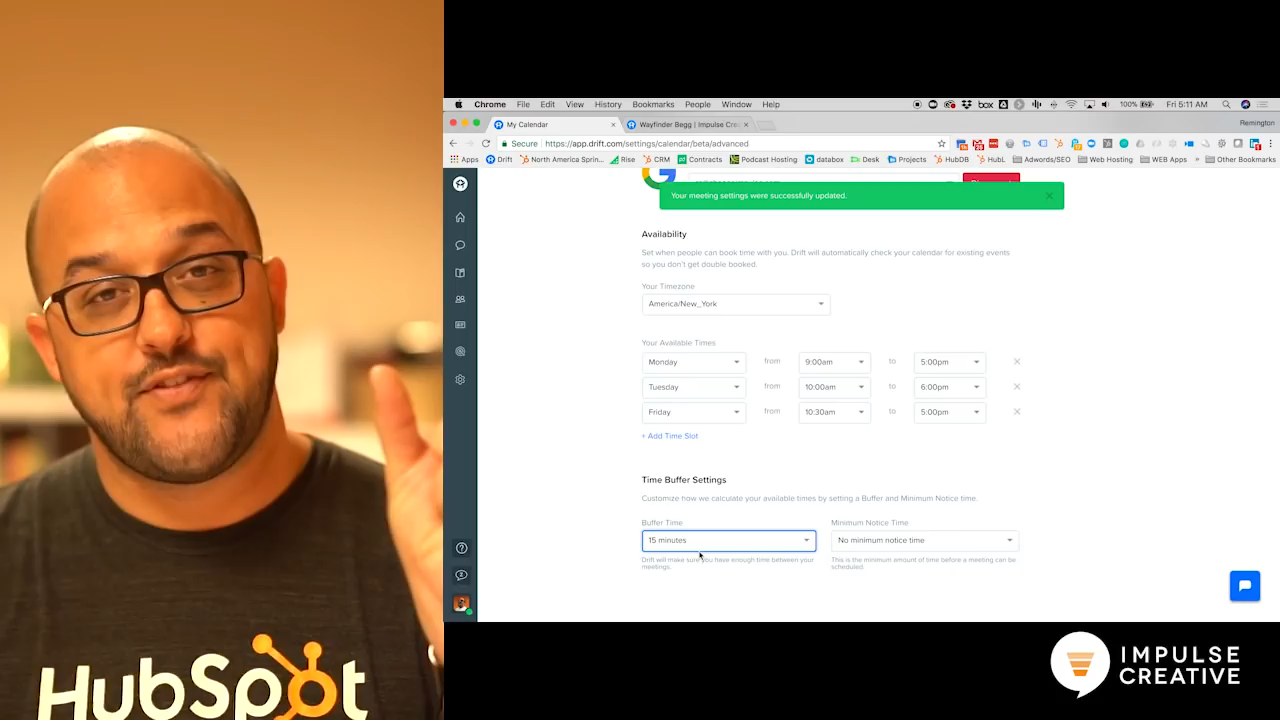 Chrome File Edit View History Bookmarks People Window Help
box
100%
Fri 5:11 AM
My Calendar
Wayfinder Begg | Impulse Cre
Remington
Secure https://app.drift.com/settings/calendar/beta/advanced
Apps Drift North America Sprin... Rise CRM Contracts Podcast Hosting databox Desk Projects HubDB HubL Adwords/SEO Web Hosting WEB Apps » Other Bookmarks
Your meeting settings were successfully updated.
Availability
Set when people can book time with you. Drift will automatically check your calendar for existing events
so you don't get double booked.
Your Timezone
America/New_York
Your Available Times
Monday from 9:00am to 5:00pm
Tuesday from 10:00am to 6:00pm
Friday from 10:30am to 5:00pm
+ Add Time Slot
Time Buffer Settings
Customize how we calculate your available times by setting a Buffer and Minimum Notice time.
Buffer Time
15 minutes
Drift will make sure you have enough time between your
meetings.
Minimum Notice Time
No minimum notice time
This is the minimum amount of time before a meeting can be
scheduled.
HubSpot
IMPULSE
CREATIVE